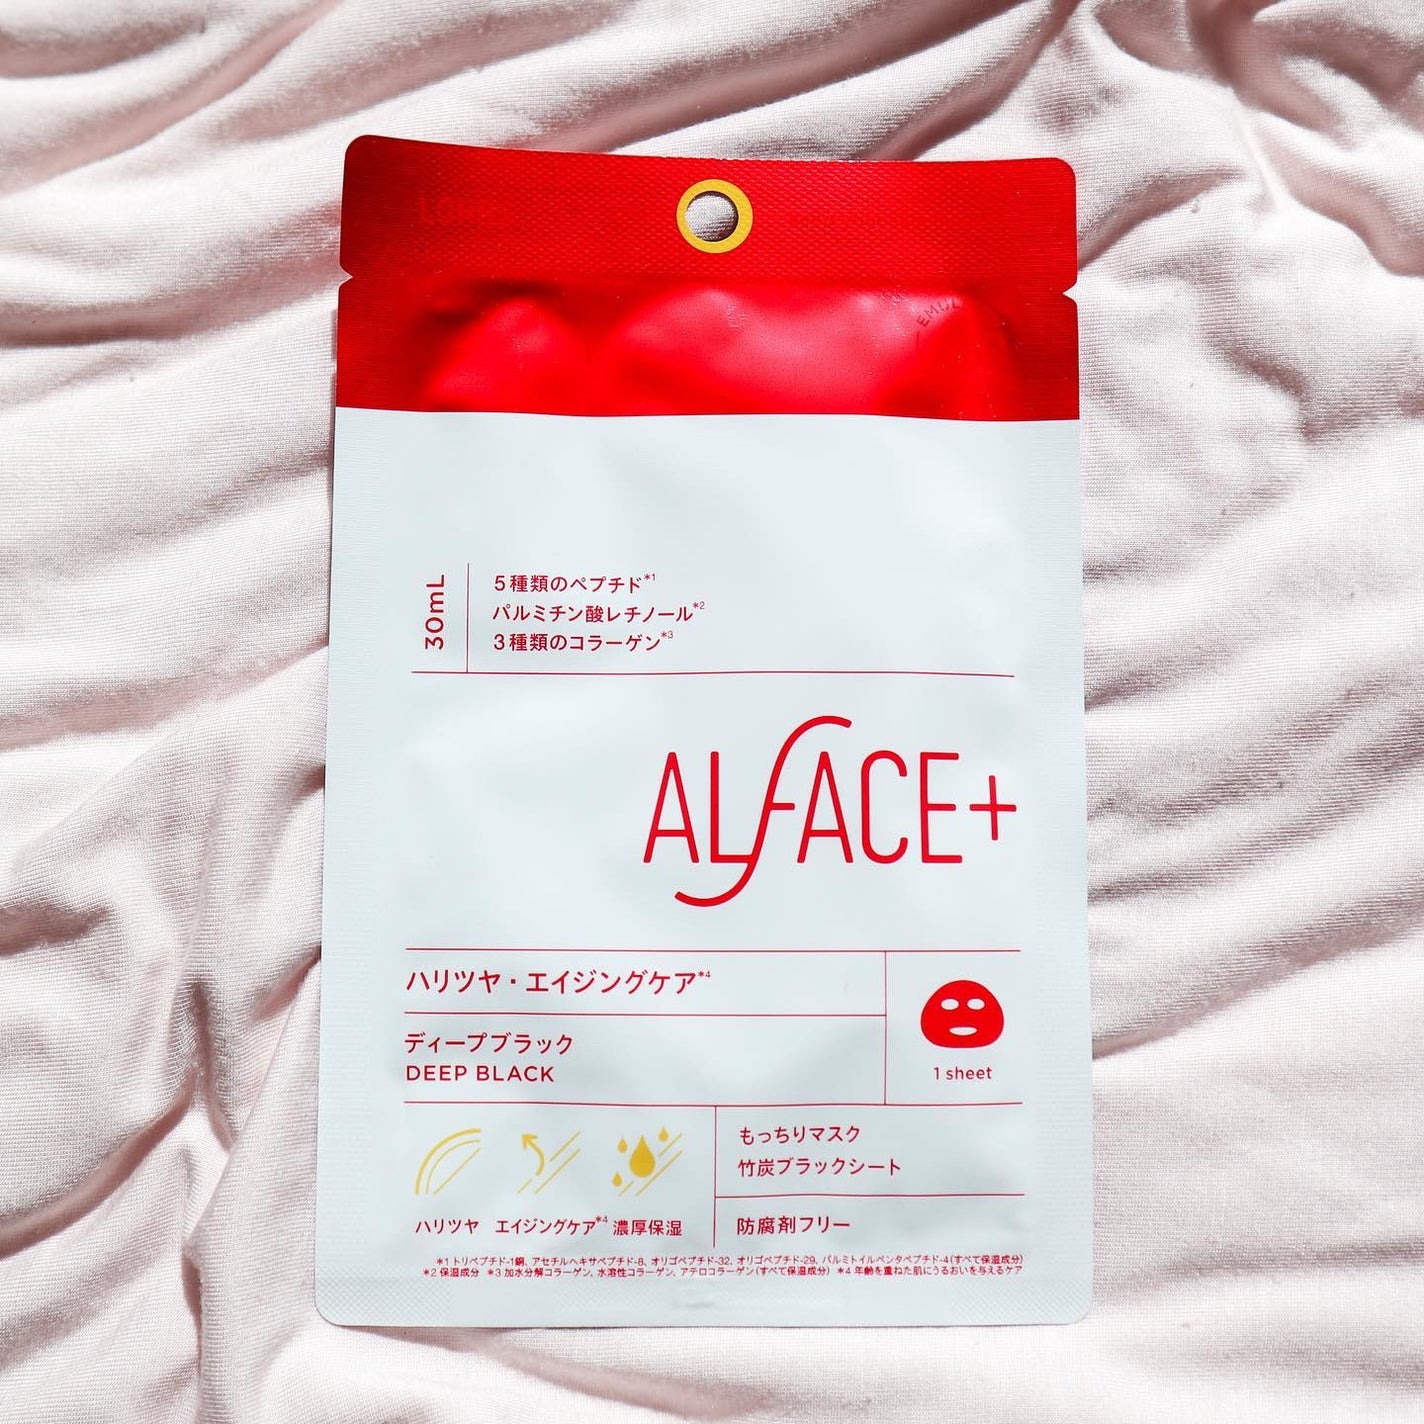 30mL
5種類のペプチド*1
パルミチン酸レチノール*2
3種類のコラーゲン*3
ALFACE+
ハリツヤ・エイジングケア*4
ディープブラック
DEEP BLACK
1 sheet
ハリツヤ エイジングケア*4 濃厚保湿
もっちりマスク
竹炭ブラックシート
防腐剤フリー
*1 トリペプチド-1銅、アセチルヘキサペプチド-8、オリゴペプチド-32、オリゴペプチド-29、パルミトイルペンタペプチド-4(すべて保湿成分)
*2 保湿成分 *3 加水分解コラーゲン、水溶性コラーゲン、アテロコラーゲン(すべて保湿成分) *4 年齢を重ねた肌にうるおいを与えるケア